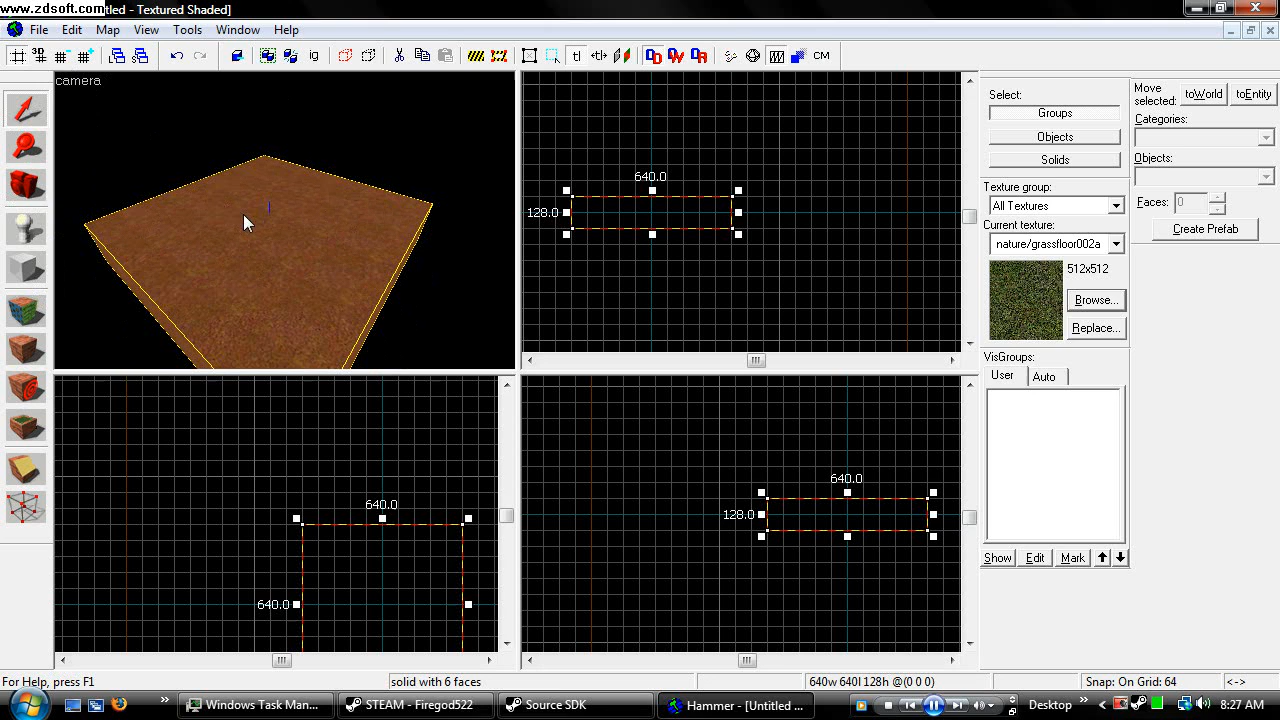 www.zdsoft.com
ntitled - Textured Shaded]
File Edit Map View Tools Window Help
3D
ig
tl
CM
camera
640.0
128.0
640.0
640.0
640.0
128.0
Select:
Groups
Objects
Solids
Texture group:
All Textures
Current texture:
nature/grassfloor002a
512x512
Browse...
Replace...
VisGroups:
User Auto
Show Edit Mark
Move selected:
toWorld toEntity
Categories:
Objects:
Faces: 0
Create Prefab
For Help, press F1
solid with 6 faces
640w 640l 128h @(0 0 0)
Snap: On Grid: 64
<->
Windows Task Man...
STEAM - Firegod522
Source SDK
Hammer - [Untitled ...
Desktop
8:27 AM